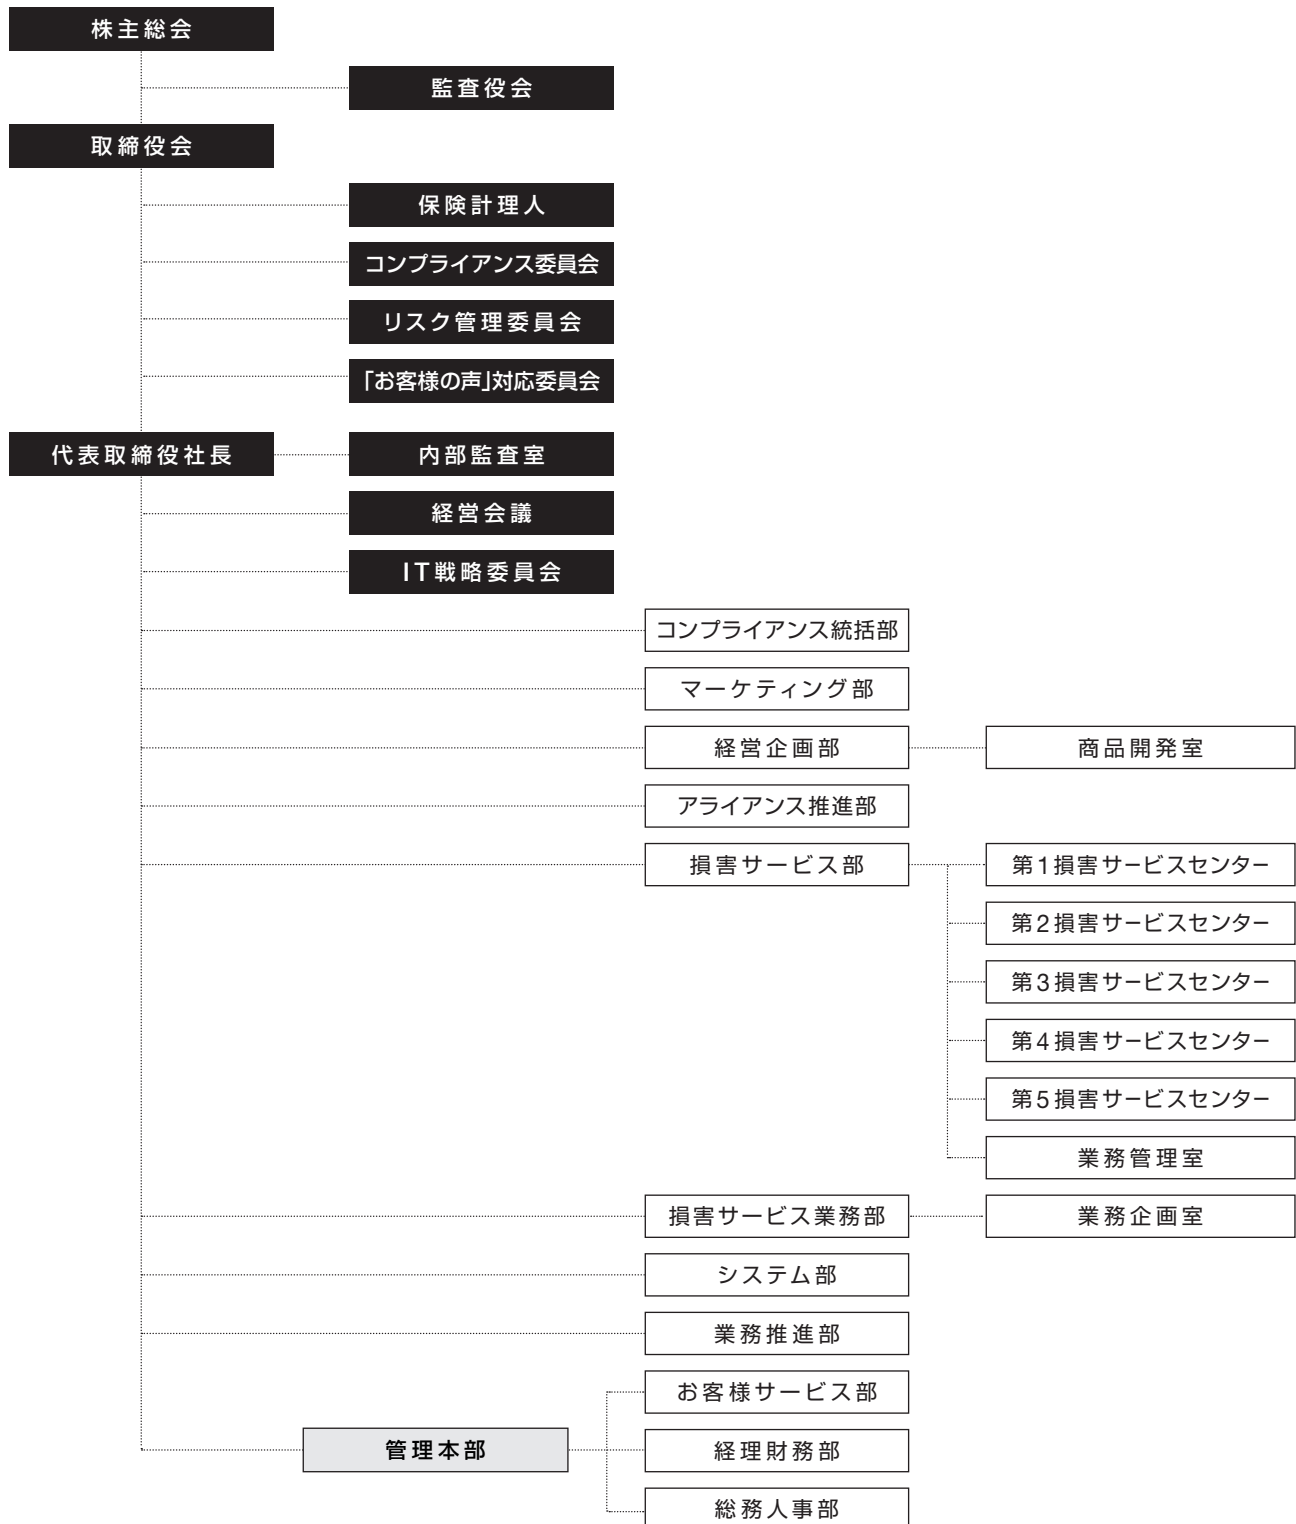 株主総会
監査役会
取締役会
保険計理人
コンプライアンス委員会
リスク管理委員会
「お客様の声」対応委員会
代表取締役社長
内部監査室
経営会議
IT戦略委員会
コンプライアンス統括部
マーケティング部
経営企画部
商品開発室
アライアンス推進部
損害サービス部
第1損害サービスセンター
第2損害サービスセンター
第3損害サービスセンター
第4損害サービスセンター
第5損害サービスセンター
業務管理室
損害サービス業務部
業務企画室
システム部
業務推進部
お客様サービス部
管理本部
経理財務部
総務人事部